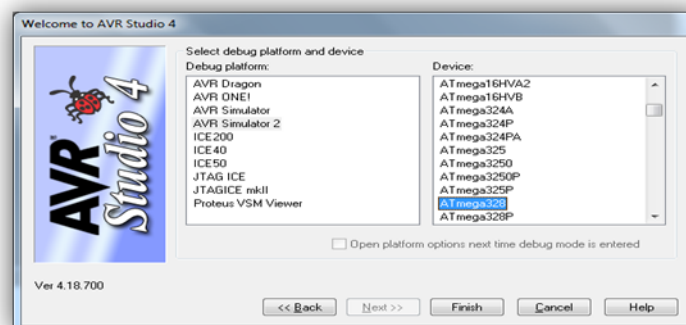 Welcome to AVR Studio 4
AVR Studio 4
Select debug platform and device
Debug platform:
AVR Dragon
AVR ONE!
AVR Simulator
AVR Simulator 2
ICE200
ICE40
ICE50
JTAG ICE
JTAGICE mkII
Proteus VSM Viewer
Device:
ATmega16HVA2
ATmega16HVB
ATmega324A
ATmega324P
ATmega324PA
ATmega325
ATmega3250
ATmega3250P
ATmega325P
ATmega328
ATmega328P
Open platform options next time debug mode is entered
Ver 4.18.700
<< Back Next >> Finish Cancel Help